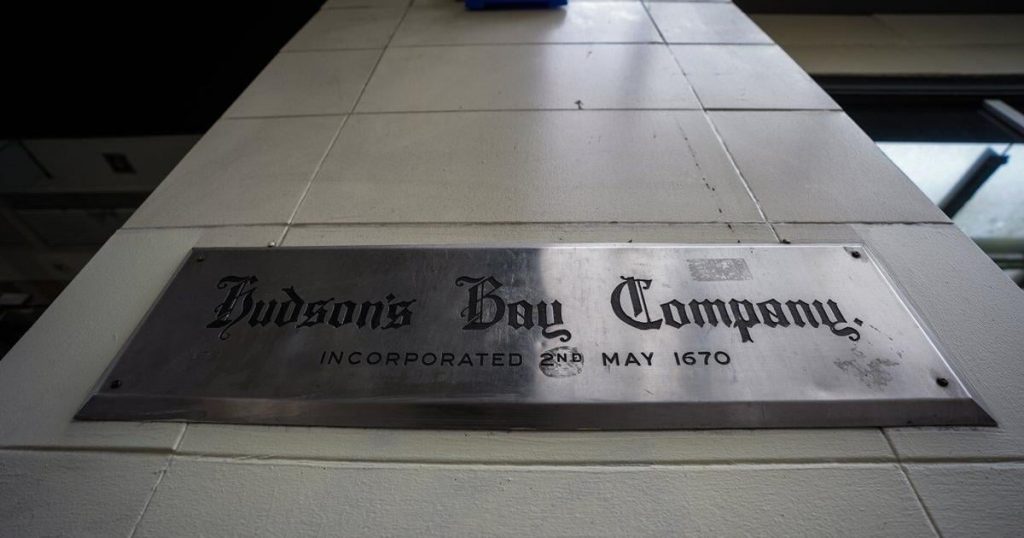 Hudson's Bay Company.
INCORPORATED 2ND MAY 1670